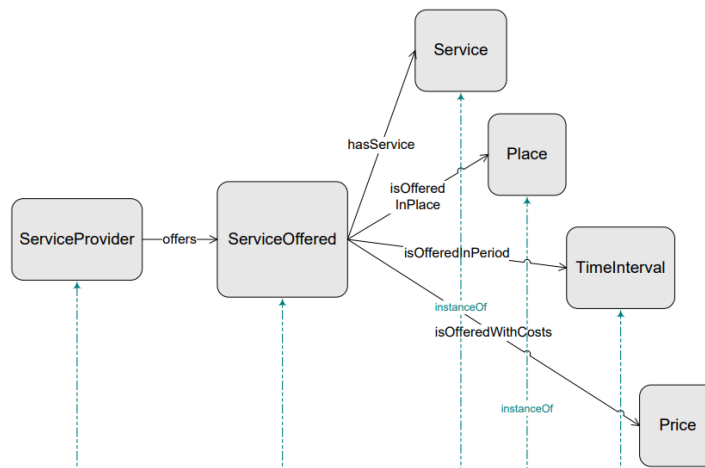 Service
hasService
Place
isOffered
InPlace
ServiceProvider
offers
ServiceOffered
isOfferedInPeriod
TimeInterval
instanceOf
isOfferedWithCosts
instanceOf
Price